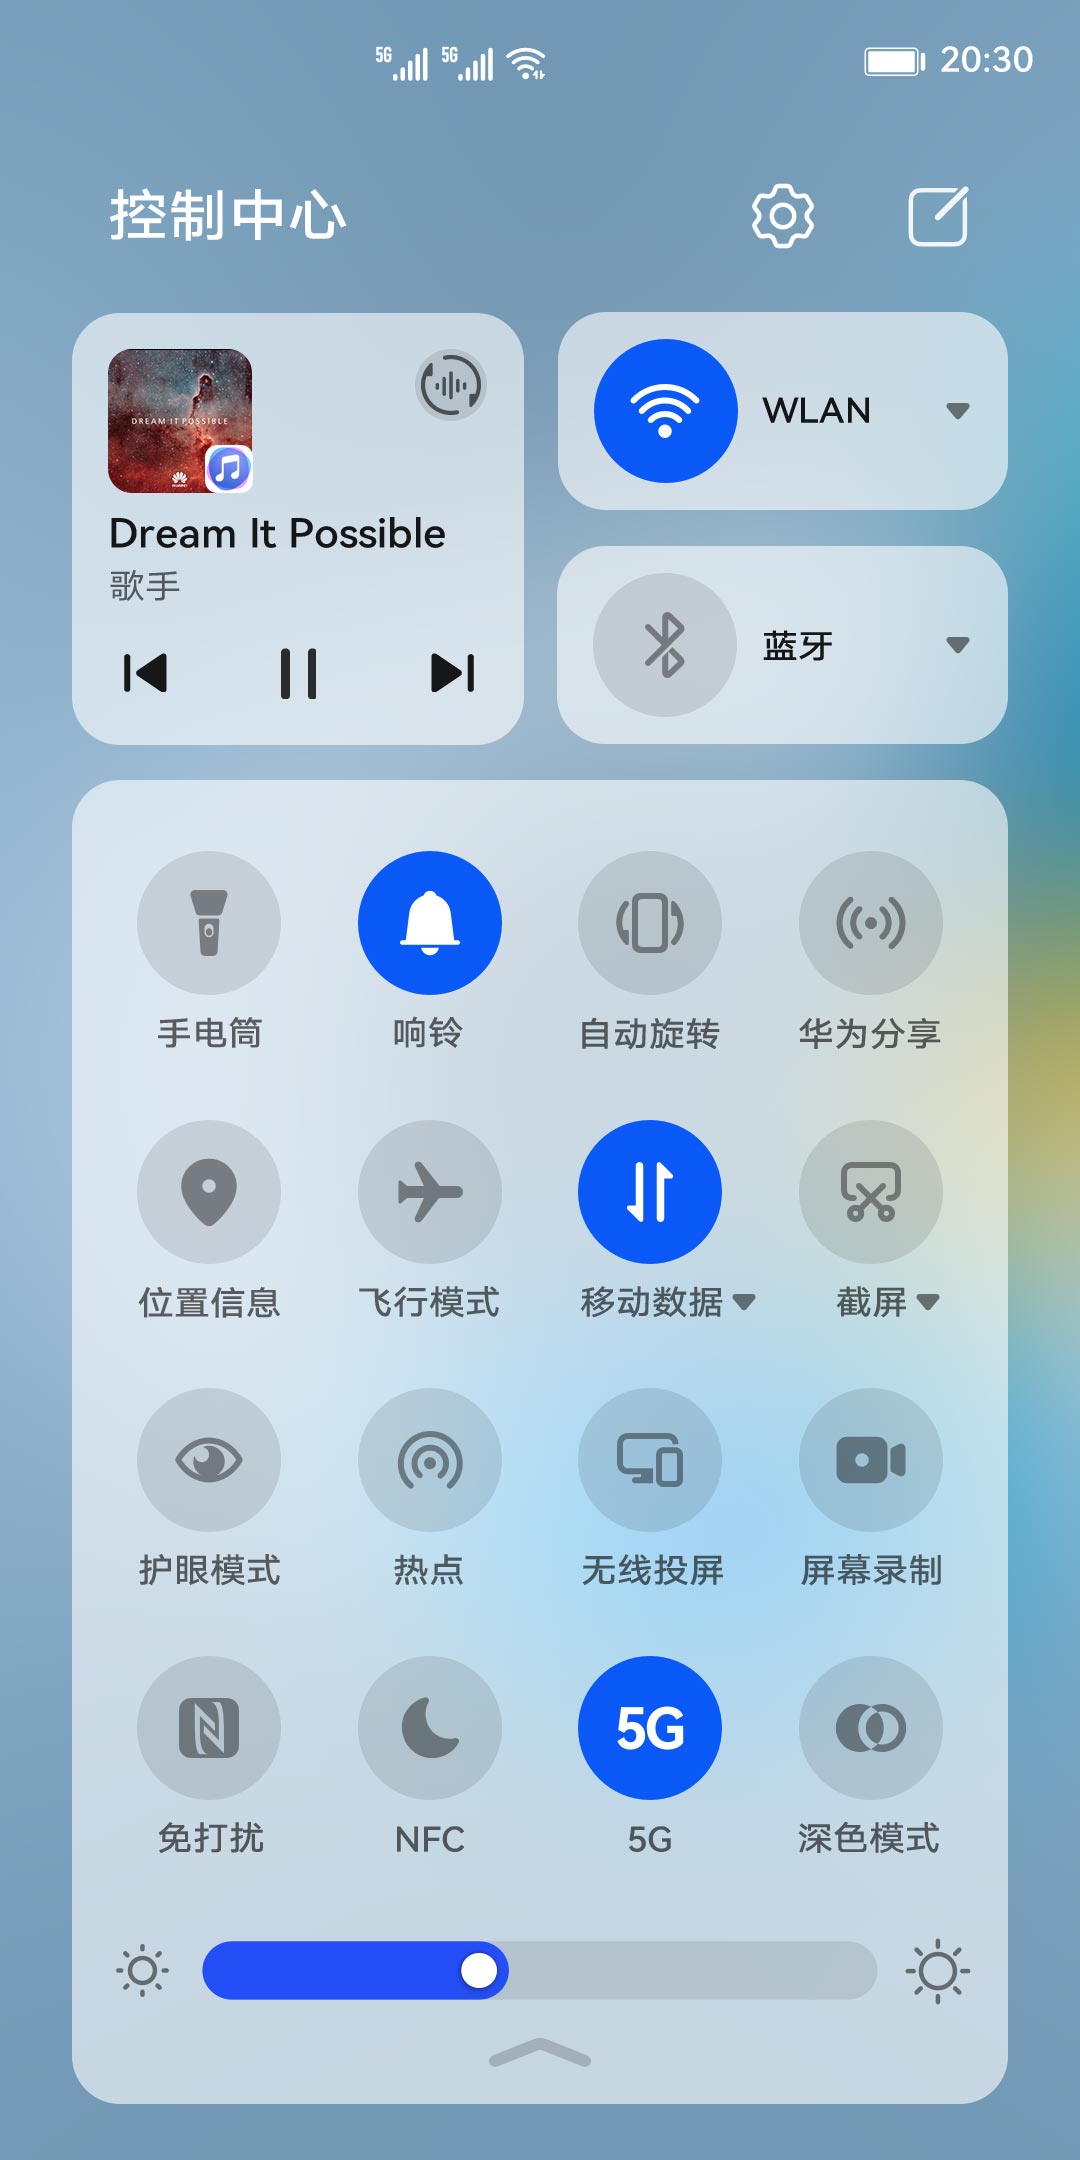 5G 5G 20:30
控制中心
DREAM IT POSSIBLE
HUAWEI
Dream It Possible
歌手
WLAN
蓝牙
手电筒 响铃 自动旋转 华为分享
位置信息 飞行模式 移动数据 截屏
护眼模式 热点 无线投屏 屏幕录制
5G
免打扰 NFC 5G 深色模式